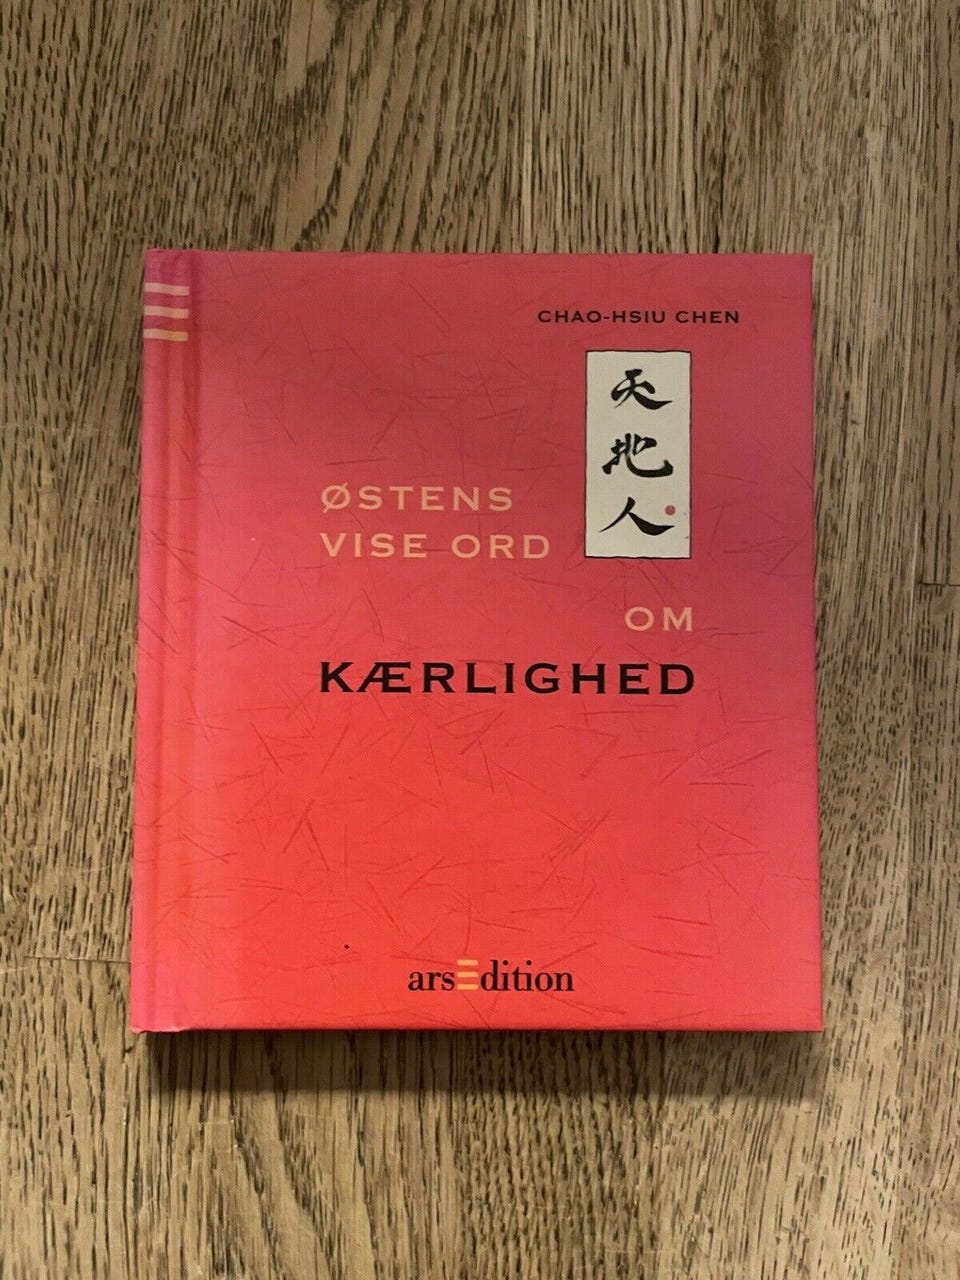 CHAO-HSIU CHEN
天
地
人
ØSTENS
VISE ORD
OM
KÆRLIGHED
arsEdition